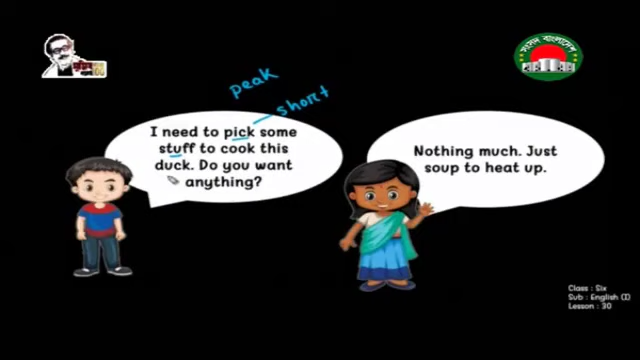 সংসদ বাংলাদেশ
peak
short
I need to pick some
stuff to cook this
duck. Do you want
anything?
Nothing much. Just
soup to heat up.
Class : Six
Sub : English (I)
Lesson : 30